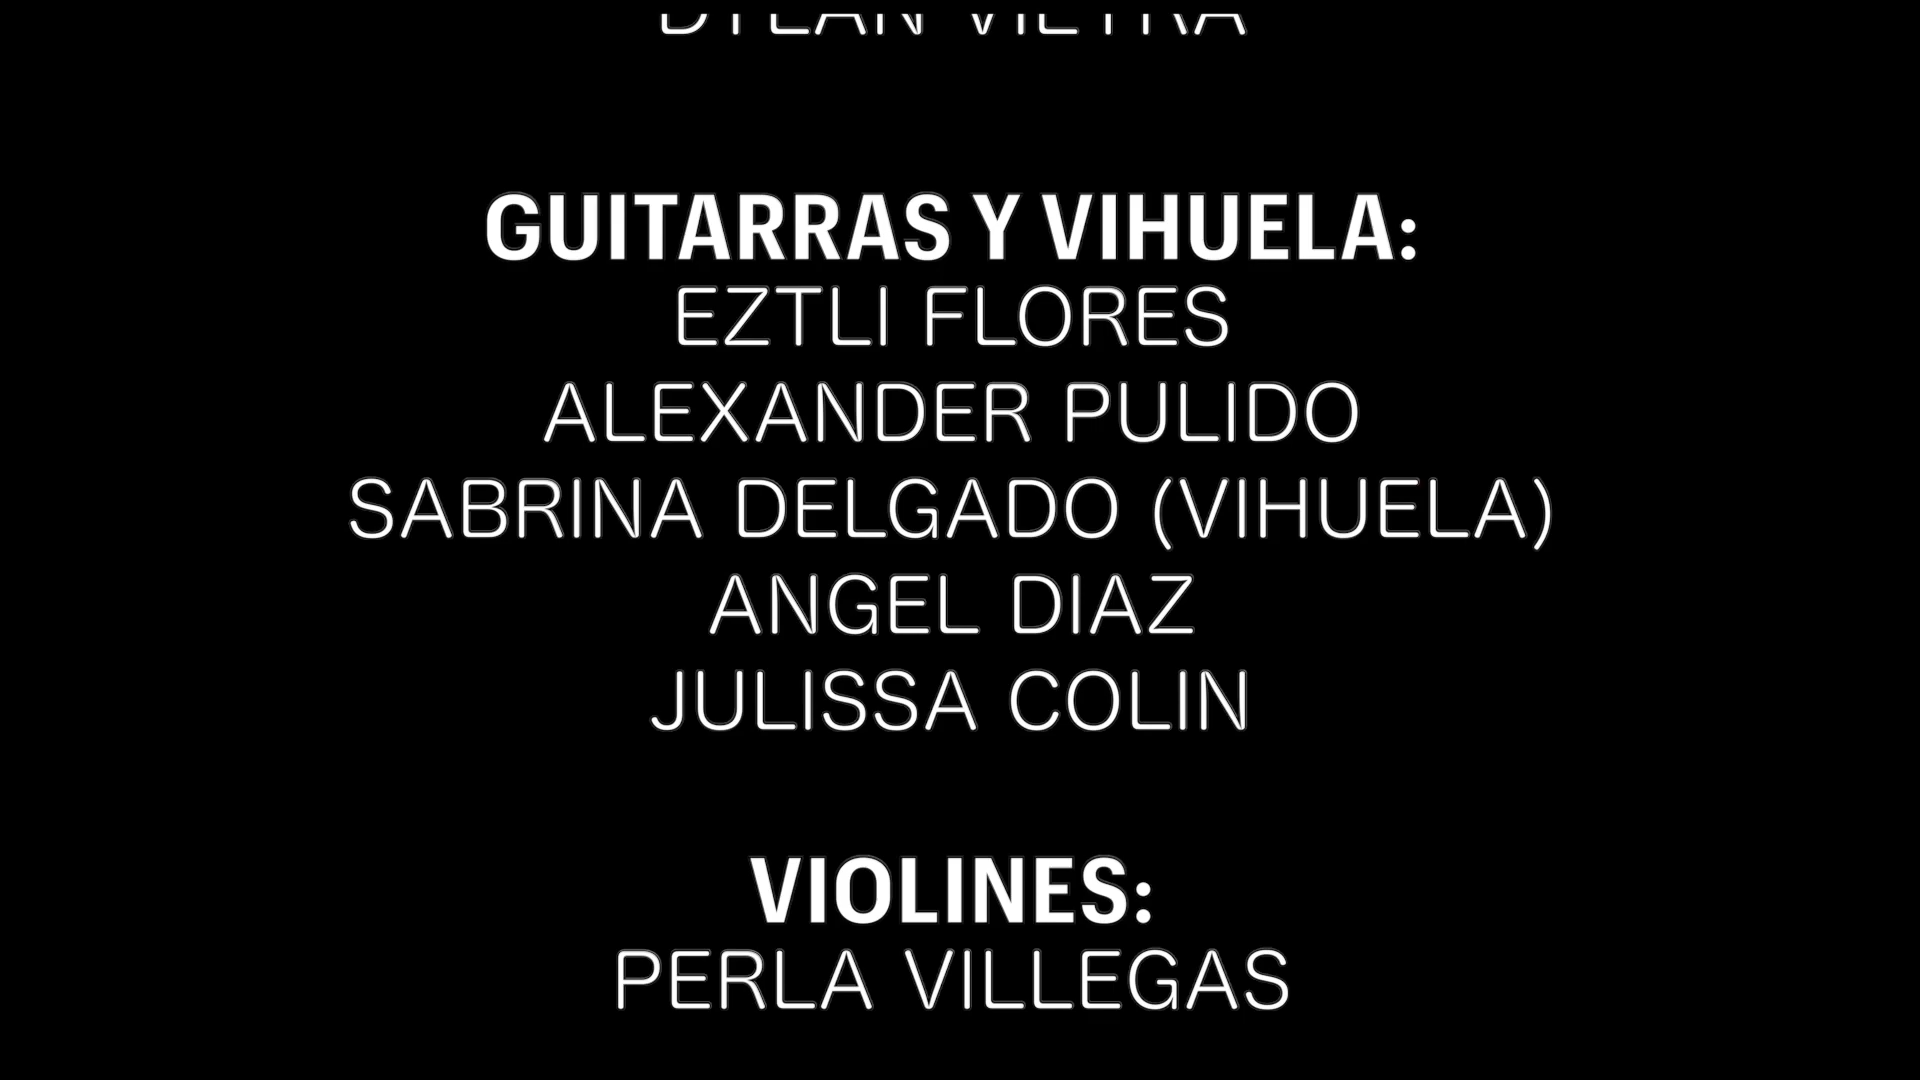 GUITARRAS Y VIHUELA:
EZTLI FLORES
ALEXANDER PULIDO
SABRINA DELGADO (VIHUELA)
ANGEL DIAZ
JULISSA COLIN
VIOLINES:
PERLA VILLEGAS